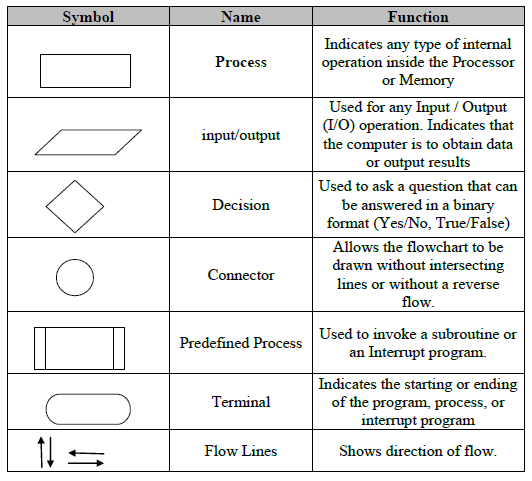 Symbol Name Function
Process
Indicates any type of internal
operation inside the Processor
or Memory
input/output
Used for any Input / Output
(I/O) operation. Indicates that
the computer is to obtain data
or output results
Decision
Used to ask a question that can
be answered in a binary
format (Yes/No, True/False)
Connector
Allows the flowchart to be
drawn without intersecting
lines or without a reverse
flow.
Predefined Process
Used to invoke a subroutine or
an Interrupt program.
Terminal
Indicates the starting or ending
of the program, process, or
interrupt program
Flow Lines
Shows direction of flow.